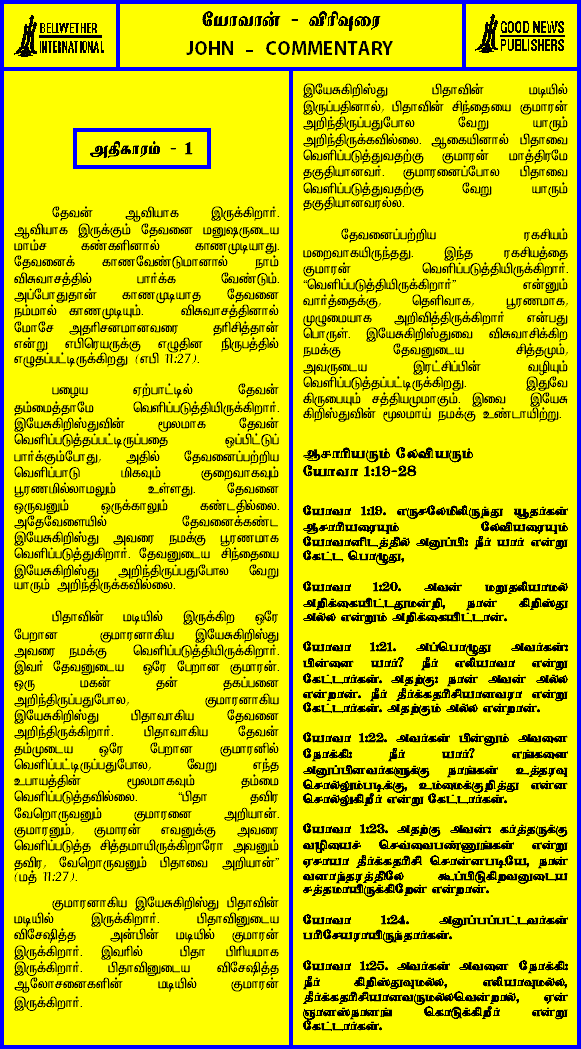 BELWETHER
INTERNATIONAL
யோவான் - விரிவுரை
JOHN - COMMENTARY
GOOD NEWS
PUBLISHERS
அதிகாரம் - 1
தேவன் ஆவியாக இருக்கிறார்.
ஆவியாக இருக்கும் தேவனை மனுஷருடைய
மாம்ச கண்களினால் காணமுடியாது.
தேவனைக் காணவேண்டுமானால் நாம்
விசுவாசத்தில் பார்க்க வேண்டும்.
அப்போதுதான் காணமுடியாத தேவனை
நம்மால் காணமுடியும். விசுவாசத்தினால்
மோசே அதரிசனமானவரை தரிசித்தான்
என்று எபிரெயருக்கு எழுதின நிருபத்தில்
எழுதப்பட்டிருக்கிறது (எபி 11:27).
பழைய ஏற்பாட்டில் தேவன்
தம்மைத்தாமே வெளிப்படுத்தியிருக்கிறார்.
இயேசுகிறிஸ்துவின் மூலமாக தேவன்
வெளிப்படுத்தப்பட்டிருப்பதை ஒப்பிட்டுப்
பார்க்கும்போது, அதில் தேவனைப்பற்றிய
வெளிப்பாடு மிகவும் குறைவாகவும்
பூரணமில்லாமலும் உள்ளது. தேவனை
ஒருவனும் ஒருக்காலும் கண்டதில்லை.
அதேவேளையில் தேவனைக்கண்ட
இயேசுகிறிஸ்து அவரை நமக்கு பூரணமாக
வெளிப்படுத்துகிறார். தேவனுடைய சிந்தையை
இயேசுகிறிஸ்து அறிந்திருப்பதுபோல வேறு
யாரும் அறிந்திருக்கவில்லை.
பிதாவின் மடியில் இருக்கிற ஒரே
பேறான குமாரனாகிய இயேசுகிறிஸ்து
அவரை நமக்கு வெளிப்படுத்தியிருக்கிறார்.
இவர் தேவனுடைய ஒரே பேறான குமாரன்.
ஒரு மகன் தன் தகப்பனை
அறிந்திருப்பதுபோல, குமாரனாகிய
இயேசுகிறிஸ்து பிதாவாகிய தேவனை
அறிந்திருக்கிறார். பிதாவாகிய தேவன்
தம்முடைய ஒரே பேறான குமாரனில்
வெளிப்பட்டிருப்பதுபோல, வேறு எந்த
உபாயத்தின் மூலமாகவும் தம்மை
வெளிப்படுத்தவில்லை. "பிதா தவிர
வேறொருவனும் குமாரனை அறியான்.
குமாரனும், குமாரன் எவனுக்கு அவரை
வெளிப்படுத்த சித்தமாயிருக்கிறாரோ அவனும்
தவிர, வேறொருவனும் பிதாவை அறியான்"
(மத் 11:27).
குமாரனாகிய இயேசுகிறிஸ்து பிதாவின்
மடியில் இருக்கிறார். பிதாவினுடைய
விசேஷித்த அன்பின் மடியில் குமாரன்
இருக்கிறார். இவரில் பிதா பிரியமாக
இருக்கிறார். பிதாவினுடைய விசேஷித்த
ஆலோசனைகளின் மடியில் குமாரன்
இருக்கிறார்.
இயேசுகிறிஸ்து பிதாவின் மடியில்
இருப்பதினால், பிதாவின் சிந்தையை குமாரன்
அறிந்திருப்பதுபோல வேறு யாரும்
அறிந்திருக்கவில்லை. ஆகையினால் பிதாவை
வெளிப்படுத்துவதற்கு குமாரன் மாத்திரமே
தகுதியானவர். குமாரனைப்போல பிதாவை
வெளிப்படுத்துவதற்கு வேறு யாரும்
தகுதியானவரல்ல.
தேவனைப்பற்றிய ரகசியம்
மறைவாகயிருந்தது. இந்த ரகசியத்தை
குமாரன் வெளிப்படுத்தியிருக்கிறார்.
"வெளிப்படுத்தியிருக்கிறார்" என்னும்
வார்த்தைக்கு, தெளிவாக, பூரணமாக,
முழுமையாக அறிவித்திருக்கிறார் என்பது
பொருள். இயேசுகிறிஸ்துவை விசுவாசிக்கிற
நமக்கு தேவனுடைய சித்தமும்,
அவருடைய இரட்சிப்பின் வழியும்
வெளிப்படுத்தப்பட்டிருக்கிறது. இதுவே
கிருபையும் சத்தியமுமாகும். இவை இயேசு
கிறிஸ்துவின் மூலமாய் நமக்கு உண்டாயிற்று.
ஆசாரியரும் லேவியரும்
யோவா 1:19-28
யோவா 1:19. எருசலேமிலிருந்து யூதர்கள்
ஆசாரியரையும் லேவியரையும்
யோவானிடத்தில் அனுப்பி: நீர் யார் என்று
கேட்ட பொழுது,
யோவா 1:20. அவன் மறுதலியாமல்
அறிக்கையிட்டதுமன்றி, நான் கிறிஸ்து
அல்ல என்றும் அறிக்கையிட்டான்.
யோவா 1:21. அப்பொழுது அவர்கள்:
பின்னை யார்? நீர் எலியாவா என்று
கேட்டார்கள். அதற்கு: நான் அவன் அல்ல
என்றான். நீர் தீர்க்கதரிசியானவரா என்று
கேட்டார்கள். அதற்கும் அல்ல என்றான்.
யோவா 1:22. அவர்கள் பின்னும் அவனை
நோக்கி: நீர் யார்? எங்களை
அனுப்பினவர்களுக்கு நாங்கள் உத்தரவு
சொல்லும்படிக்கு, உம்மைக்குறித்து என்ன
சொல்லுகிறீர் என்று கேட்டார்கள்.
யோவா 1:23. அதற்கு அவன்: கர்த்தருக்கு
வழியைச் செவ்வைபண்ணுங்கள் என்று
ஏசாயா தீர்க்கதரிசி சொன்னபடியே, நான்
வனாந்தரத்திலே கூப்பிடுகிறவனுடைய
சத்தமாயிருக்கிறேன் என்றான்.
யோவா 1:24. அனுப்பப்பட்டவர்கள்
பரிசேயராயிருந்தார்கள்.
யோவா 1:25. அவர்கள் அவனை நோக்கி:
நீர் கிறிஸ்துவுமல்ல, எலியாவுமல்ல,
தீர்க்கதரிசியானவருமல்லவென்றால், ஏன்
ஞானஸ்நானங் கொடுக்கிறீர் என்று
கேட்டார்கள்.